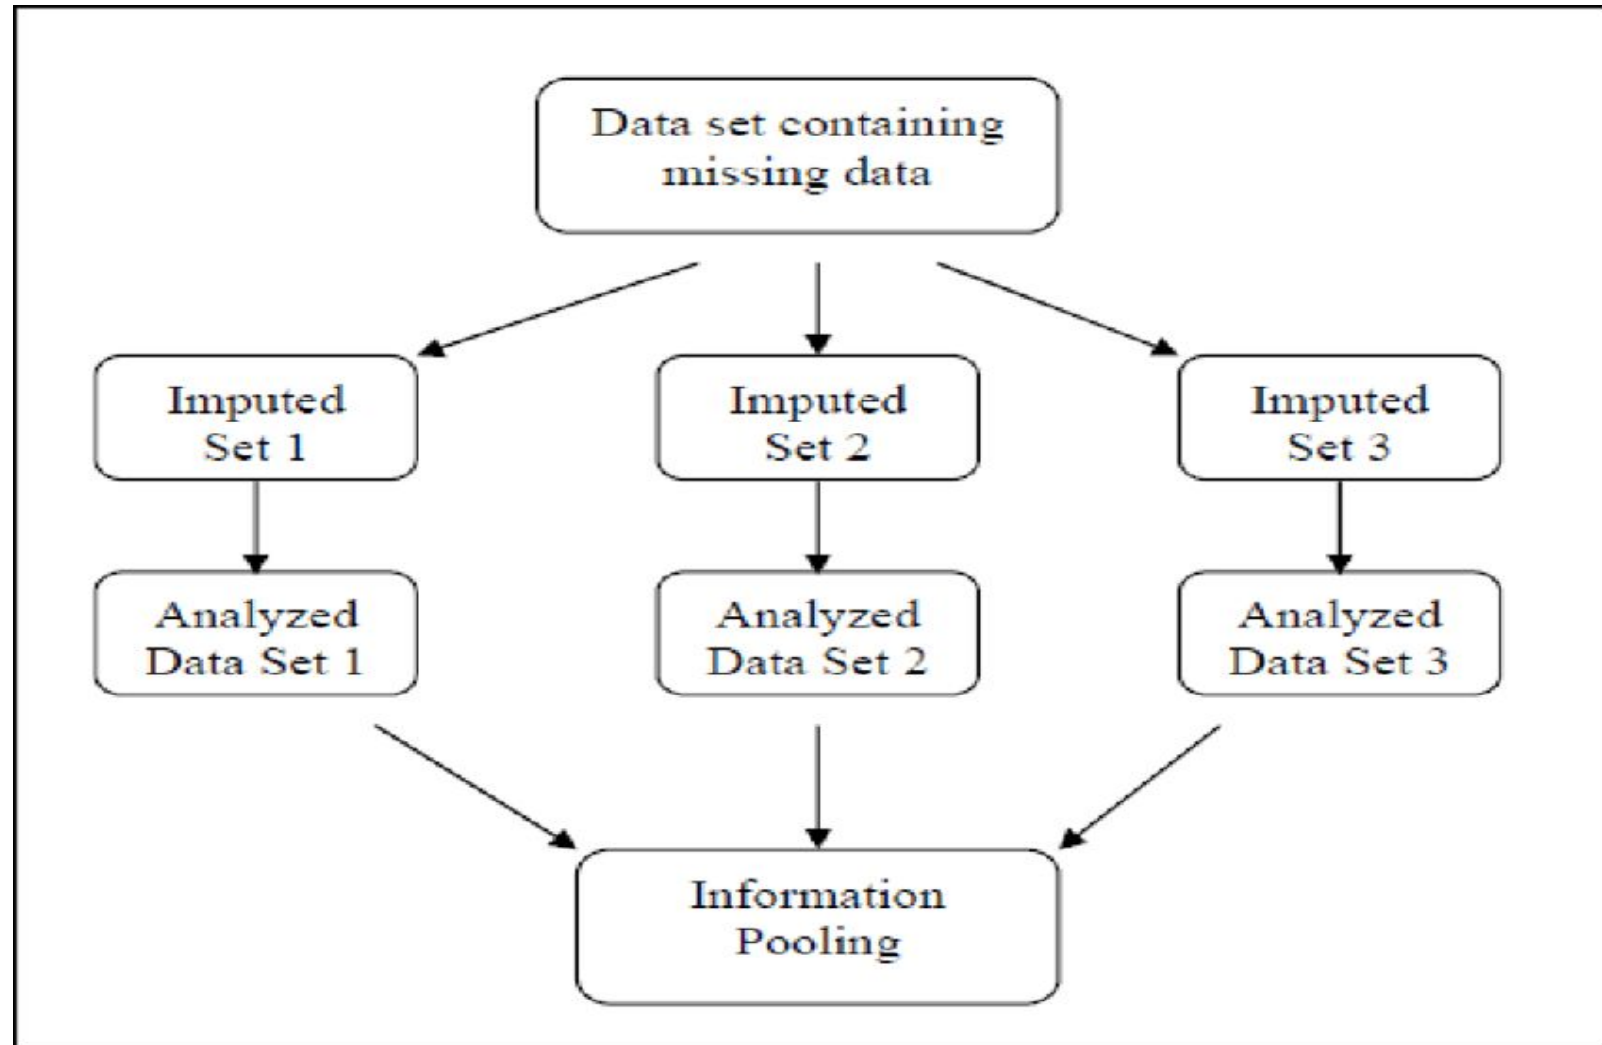 Data set containing
missing data
Imputed
Set 1
Imputed
Set 2
Imputed
Set 3
Analyzed
Data Set 1
Analyzed
Data Set 2
Analyzed
Data Set 3
Information
Pooling